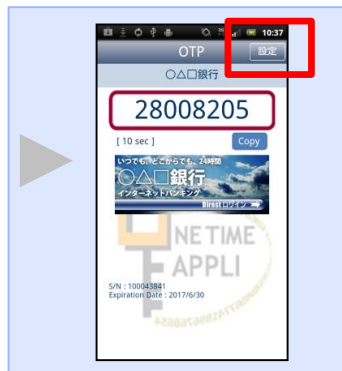 10:37
OTP
設定
○△□銀行
28008205
[ 10 sec ]
Copy
いつでも、どこからでも、24時間
○△□銀行
インターネットバンキング
Direct ログイン
NE TIME
APPLI
S/N : 100043841
Expiration Date : 2017/6/30